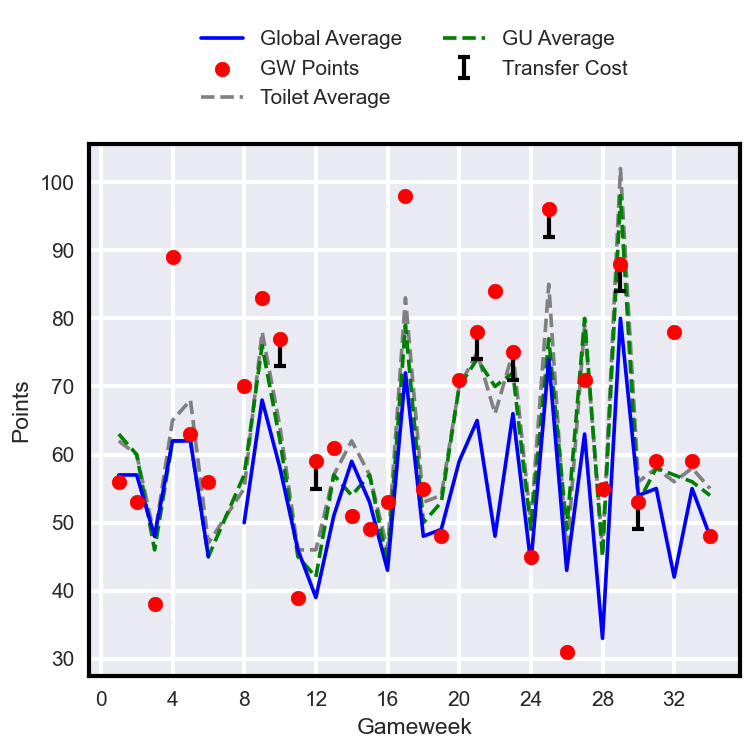 Global Average
GW Points
Toilet Average
GU Average
Transfer Cost
100
90
80
70
60
50
40
30
Points
0 4 8 12 16 20 24 28 32
Gameweek